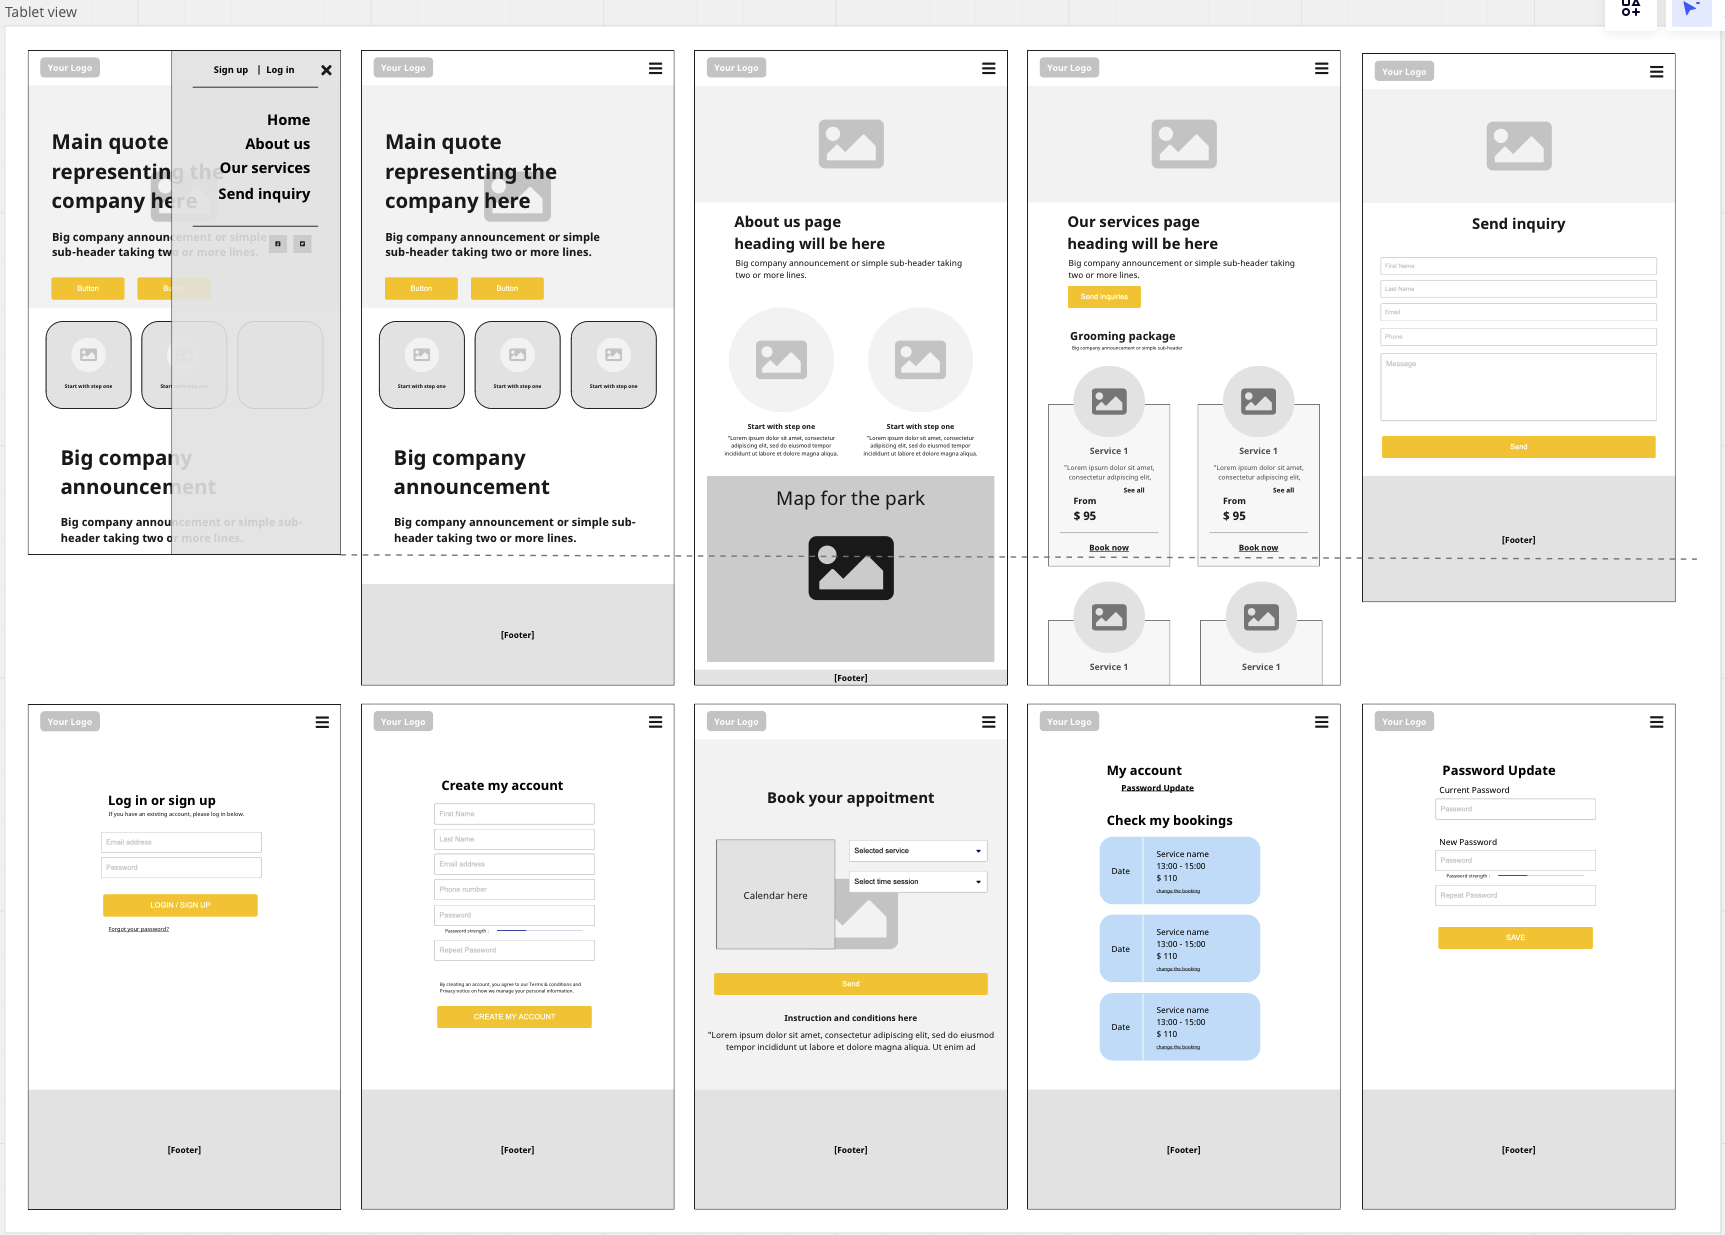 Tablet view
Your Logo
Sign up | Log in
Home
About us
Our services
Send inquiry
Main quote
representing the
company here
Big company announcement or simple
sub-header taking two or more lines.
Button
Bu
Start with step one
Start with step one
Big company
announcement
Big company announcement or simple sub-
header taking two or more lines.
Your Logo
Main quote
representing the
company here
Big company announcement or simple
sub-header taking two or more lines.
Button
Button
Start with step one
Start with step one
Start with step one
Big company
announcement
Big company announcement or simple sub-
header taking two or more lines.
[Footer]
Your Logo
About us page
heading will be here
Big company announcement or simple sub-header taking
two or more lines.
Start with step one
"Lorem ipsum dolor sit amet, consectetur
adipiscing elit, sed do eiusmod tempor
incididunt ut labore et dolore magna aliqua.
Start with step one
"Lorem ipsum dolor sit amet, consectetur
adipiscing elit, sed do eiusmod tempor
incididunt ut labore et dolore magna aliqua.
Map for the park
[Footer]
Your Logo
Our services page
heading will be here
Big company announcement or simple sub-header taking
two or more lines.
Send inquiries
Grooming package
Big company announcement or simple sub-header
Service 1
"Lorem ipsum dolor sit amet,
consectetur adipiscing elit,
See all
From
$ 95
Book now
Service 1
"Lorem ipsum dolor sit amet,
consectetur adipiscing elit,
See all
From
$ 95
Book now
Service 1
Service 1
Your Logo
Send inquiry
First Name
Last Name
Email
Phone
Message
Send
[Footer]
Your Logo
Log in or sign up
If you have an existing account, please log in below.
Email address
Password
LOGIN / SIGN UP
Forgot your password?
[Footer]
Your Logo
Create my account
First Name
Last Name
Email address
Phone number
Password
Password strength :
Repeat Password
By creating an account, you agree to our Terms & conditions and
Privacy notice on how we manage your personal information.
CREATE MY ACCOUNT
[Footer]
Your Logo
Book your appoitment
Calendar here
Selected service
Select time session
Send
Instruction and conditions here
"Lorem ipsum dolor sit amet, consectetur adipiscing elit, sed do eiusmod
tempor incididunt ut labore et dolore magna aliqua. Ut enim ad
[Footer]
Your Logo
My account
Password Update
Check my bookings
Date
Service name
13:00 - 15:00
$ 110
change the booking
Date
Service name
13:00 - 15:00
$ 110
change the booking
Date
Service name
13:00 - 15:00
$ 110
change the booking
[Footer]
Your Logo
Password Update
Current Password
Password
New Password
Password
Password strength :
Repeat Password
SAVE
[Footer]